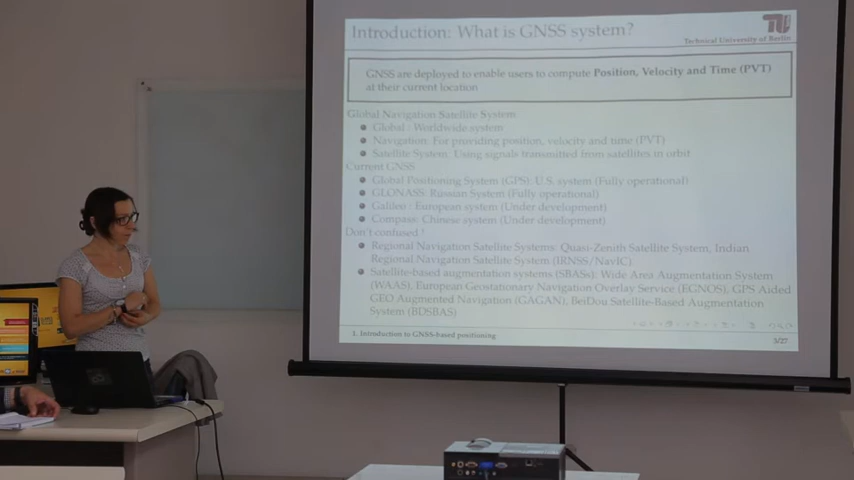 Introduction: What is GNSS system?
Technical University of Berlin
GNSS are deployed to enable users to compute Position, Velocity and Time (PVT)
at their current location
Global Navigation Satellite System
Global : Worldwide system
Navigation: For providing position, velocity and time (PVT)
Satellite System: Using signals transmitted from satellites in orbit
Current GNSS
Global Positioning System (GPS): U.S. system (Fully operational)
GLONASS: Russian System (Fully operational)
Galileo : European system (Under development)
Compass: Chinese system (Under development)
Don't confused !
Regional Navigation Satellite Systems: Quasi-Zenith Satellite System, Indian
Regional Navigation Satellite System (IRNSS/NavIC)
Satellite-based augmentation systems (SBASs): Wide Area Augmentation System
(WAAS), European Geostationary Navigation Overlay Service (EGNOS), GPS Aided
GEO Augmented Navigation (GAGAN), BeiDou Satellite-Based Augmentation
System (BDSBAS)
1. Introduction to GNSS-based positioning
3/27